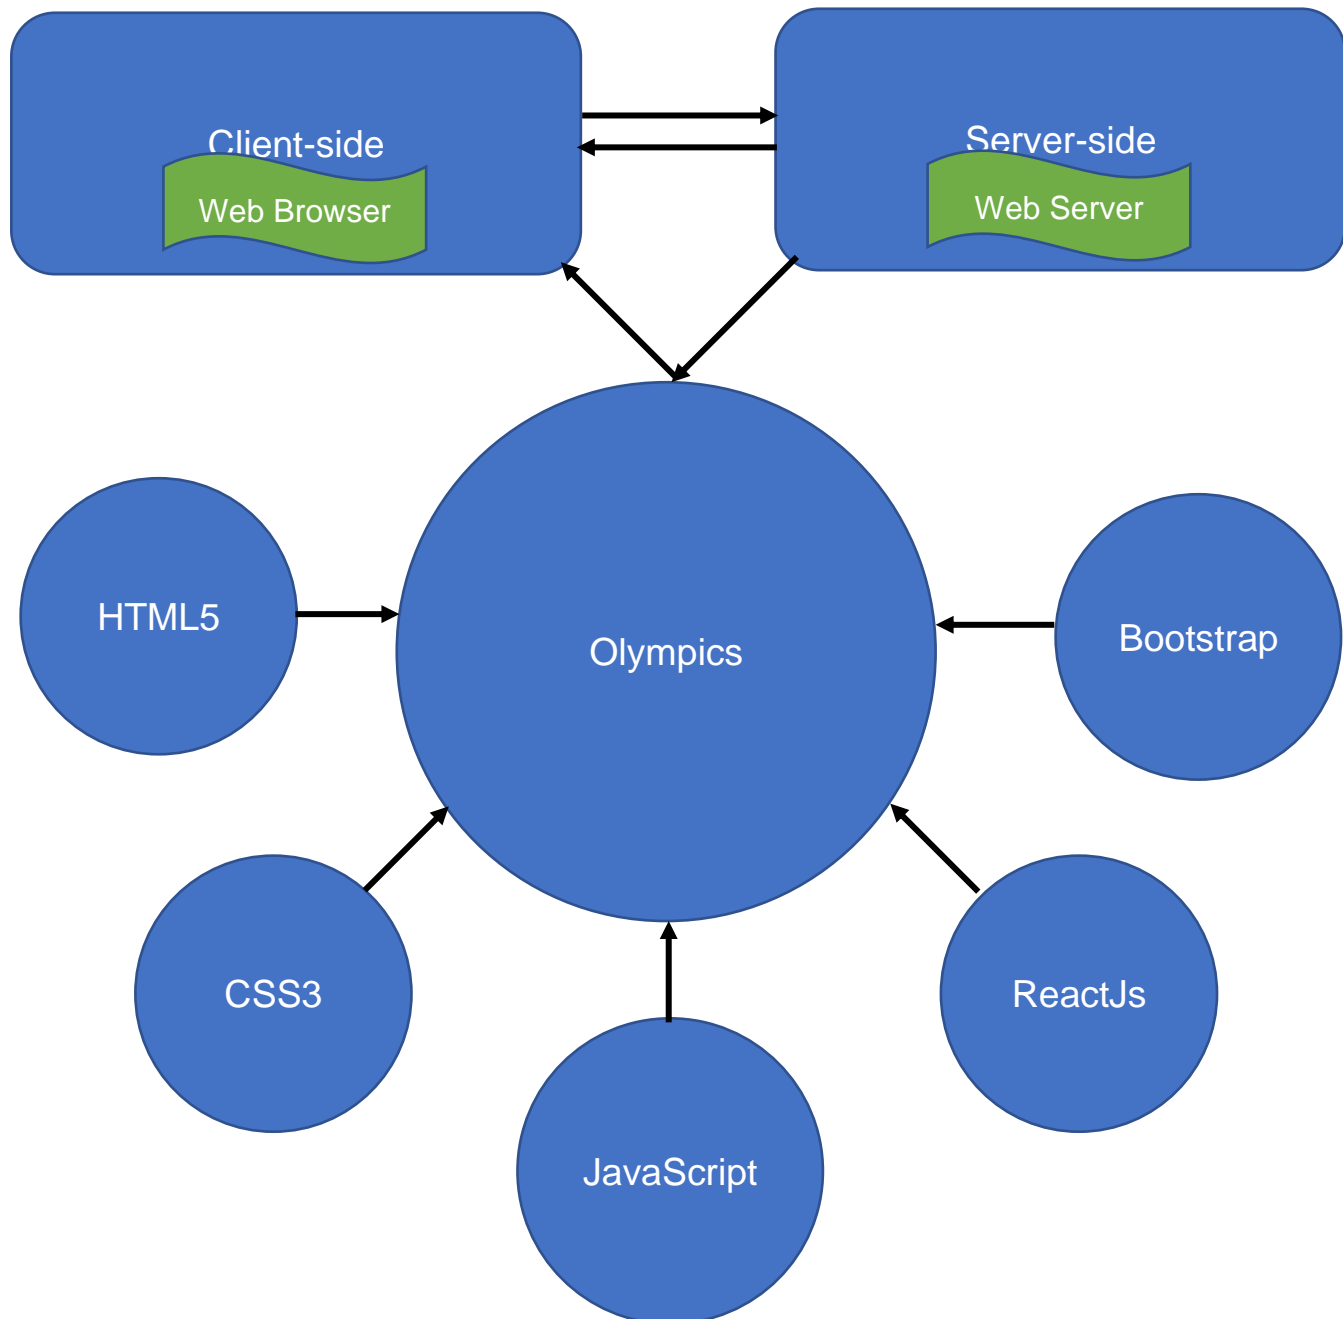 Client-side
Web Browser
Server-side
Web Server
Olympics
HTML5
Bootstrap
CSS3
ReactJs
JavaScript